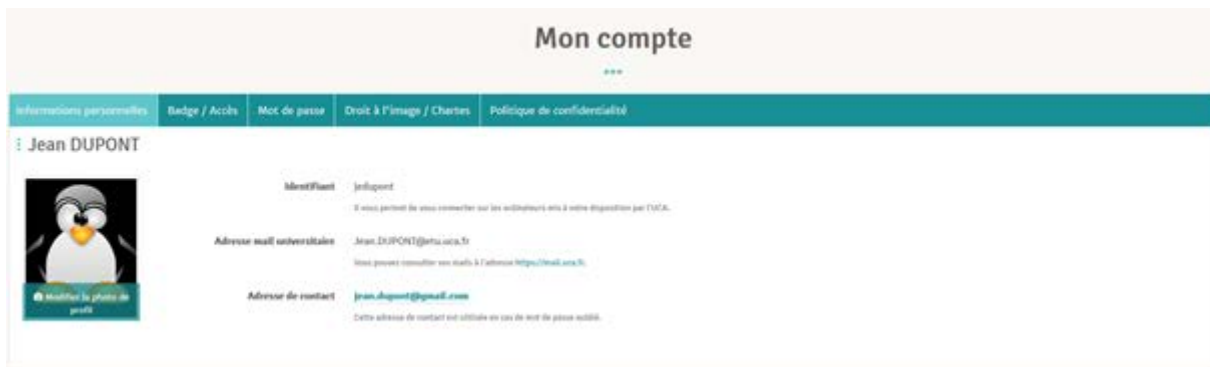 Mon compte
Informations personnelles
Badge / Accès
Mot de passe
Droit à l'image / Chartes
Politique de confidentialité
Jean DUPONT
Identifiant
jedupont
Il vous permet de vous connecter sur les ordinateurs mis à votre disposition par l'UCA.
Adresse mail universitaire
Jean.DUPONT@etu.uca.fr
Vous pouvez consulter vos mails à l'adresse https://mail.uca.fr.
Modifier la photo de
profil
Adresse de contact
jean.dupont@gmail.com
Cette adresse de contact est utilisée en cas de mot de passe oublié.